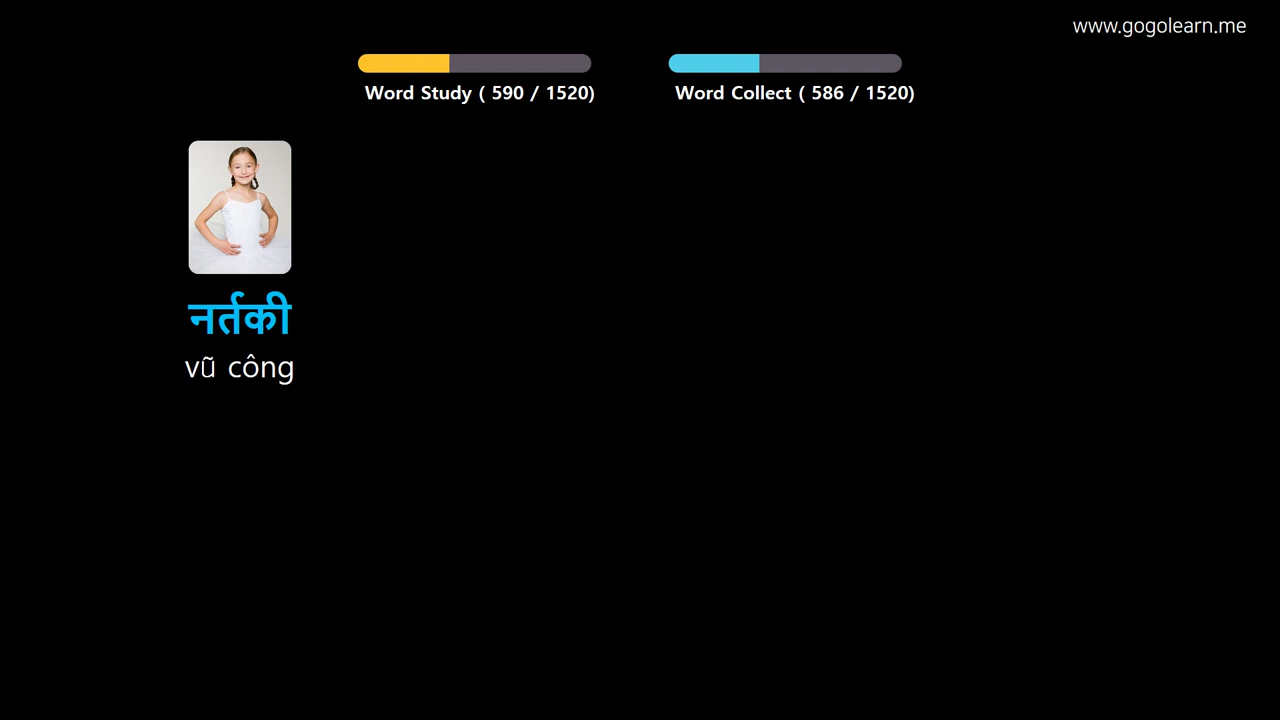 www.gogolearn.me
Word Study ( 590 / 1520)
Word Collect ( 586 / 1520)
नर्तकी
vũ công